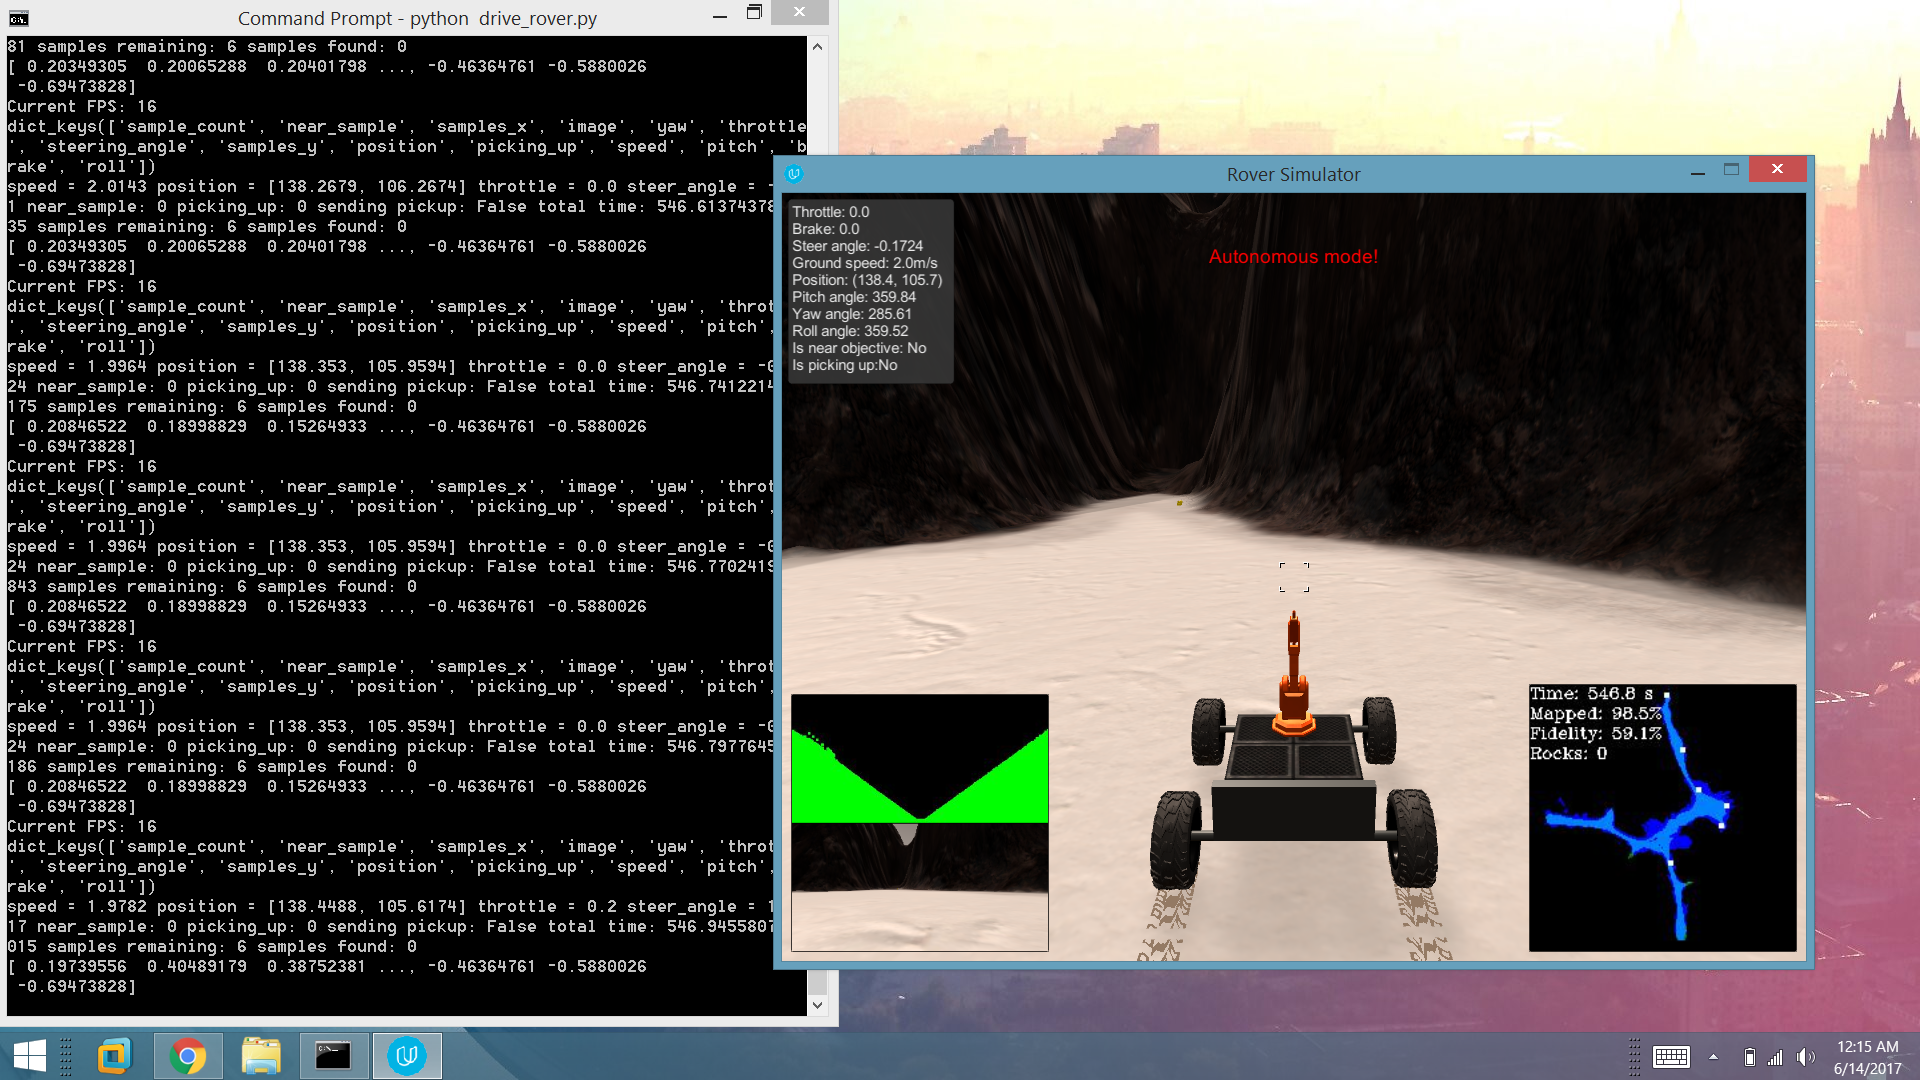 Command Prompt - python  drive_rover.py
81 samples remaining: 6 samples found: 0
[ 0.20349305  0.20065288  0.20401798 ..., -0.46364761 -0.5880026
 -0.69473828]
Current FPS: 16
dict_keys(['sample_count', 'near_sample', 'samples_x', 'image', 'yaw', 'throttle
', 'steering_angle', 'samples_y', 'position', 'picking_up', 'speed', 'pitch', 'b
rake', 'roll'])
speed = 2.0143 position = [138.2679, 106.2674] throttle = 0.0 steer_angle = -
1 near_sample: 0 picking_up: 0 sending pickup: False total time: 546.61374378
35 samples remaining: 6 samples found: 0
[ 0.20349305  0.20065288  0.20401798 ..., -0.46364761 -0.5880026
 -0.69473828]
Current FPS: 16
dict_keys(['sample_count', 'near_sample', 'samples_x', 'image', 'yaw', 'throt
', 'steering_angle', 'samples_y', 'position', 'picking_up', 'speed', 'pitch',
rake', 'roll'])
speed = 1.9964 position = [138.353, 105.9594] throttle = 0.0 steer_angle = -0
24 near_sample: 0 picking_up: 0 sending pickup: False total time: 546.7412214
175 samples remaining: 6 samples found: 0
[ 0.20846522  0.18998829  0.15264933 ..., -0.46364761 -0.5880026
 -0.69473828]
Current FPS: 16
dict_keys(['sample_count', 'near_sample', 'samples_x', 'image', 'yaw', 'throt
', 'steering_angle', 'samples_y', 'position', 'picking_up', 'speed', 'pitch',
rake', 'roll'])
speed = 1.9964 position = [138.353, 105.9594] throttle = 0.0 steer_angle = -0
24 near_sample: 0 picking_up: 0 sending pickup: False total time: 546.7702419
843 samples remaining: 6 samples found: 0
[ 0.20846522  0.18998829  0.15264933 ..., -0.46364761 -0.5880026
 -0.69473828]
Current FPS: 16
dict_keys(['sample_count', 'near_sample', 'samples_x', 'image', 'yaw', 'throt
', 'steering_angle', 'samples_y', 'position', 'picking_up', 'speed', 'pitch',
rake', 'roll'])
speed = 1.9964 position = [138.353, 105.9594] throttle = 0.0 steer_angle = -0
24 near_sample: 0 picking_up: 0 sending pickup: False total time: 546.7977645
186 samples remaining: 6 samples found: 0
[ 0.20846522  0.18998829  0.15264933 ..., -0.46364761 -0.5880026
 -0.69473828]
Current FPS: 16
dict_keys(['sample_count', 'near_sample', 'samples_x', 'image', 'yaw', 'throt
', 'steering_angle', 'samples_y', 'position', 'picking_up', 'speed', 'pitch',
rake', 'roll'])
speed = 1.9782 position = [138.4488, 105.6174] throttle = 0.2 steer_angle = 1
17 near_sample: 0 picking_up: 0 sending pickup: False total time: 546.9455807
015 samples remaining: 6 samples found: 0
[ 0.19739556  0.40489179  0.38752381 ..., -0.46364761 -0.5880026
 -0.69473828]
Rover Simulator
Throttle: 0.0
Brake: 0.0
Steer angle: -0.1724
Ground speed: 2.0m/s
Position: (138.4, 105.7)
Pitch angle: 359.84
Yaw angle: 285.61
Roll angle: 359.52
Is near objective: No
Is picking up:No
Autonomous mode!
Time: 546.8 s
Mapped: 98.5%
Fidelity: 59.1%
Rocks: 0
12:15 AM
6/14/2017